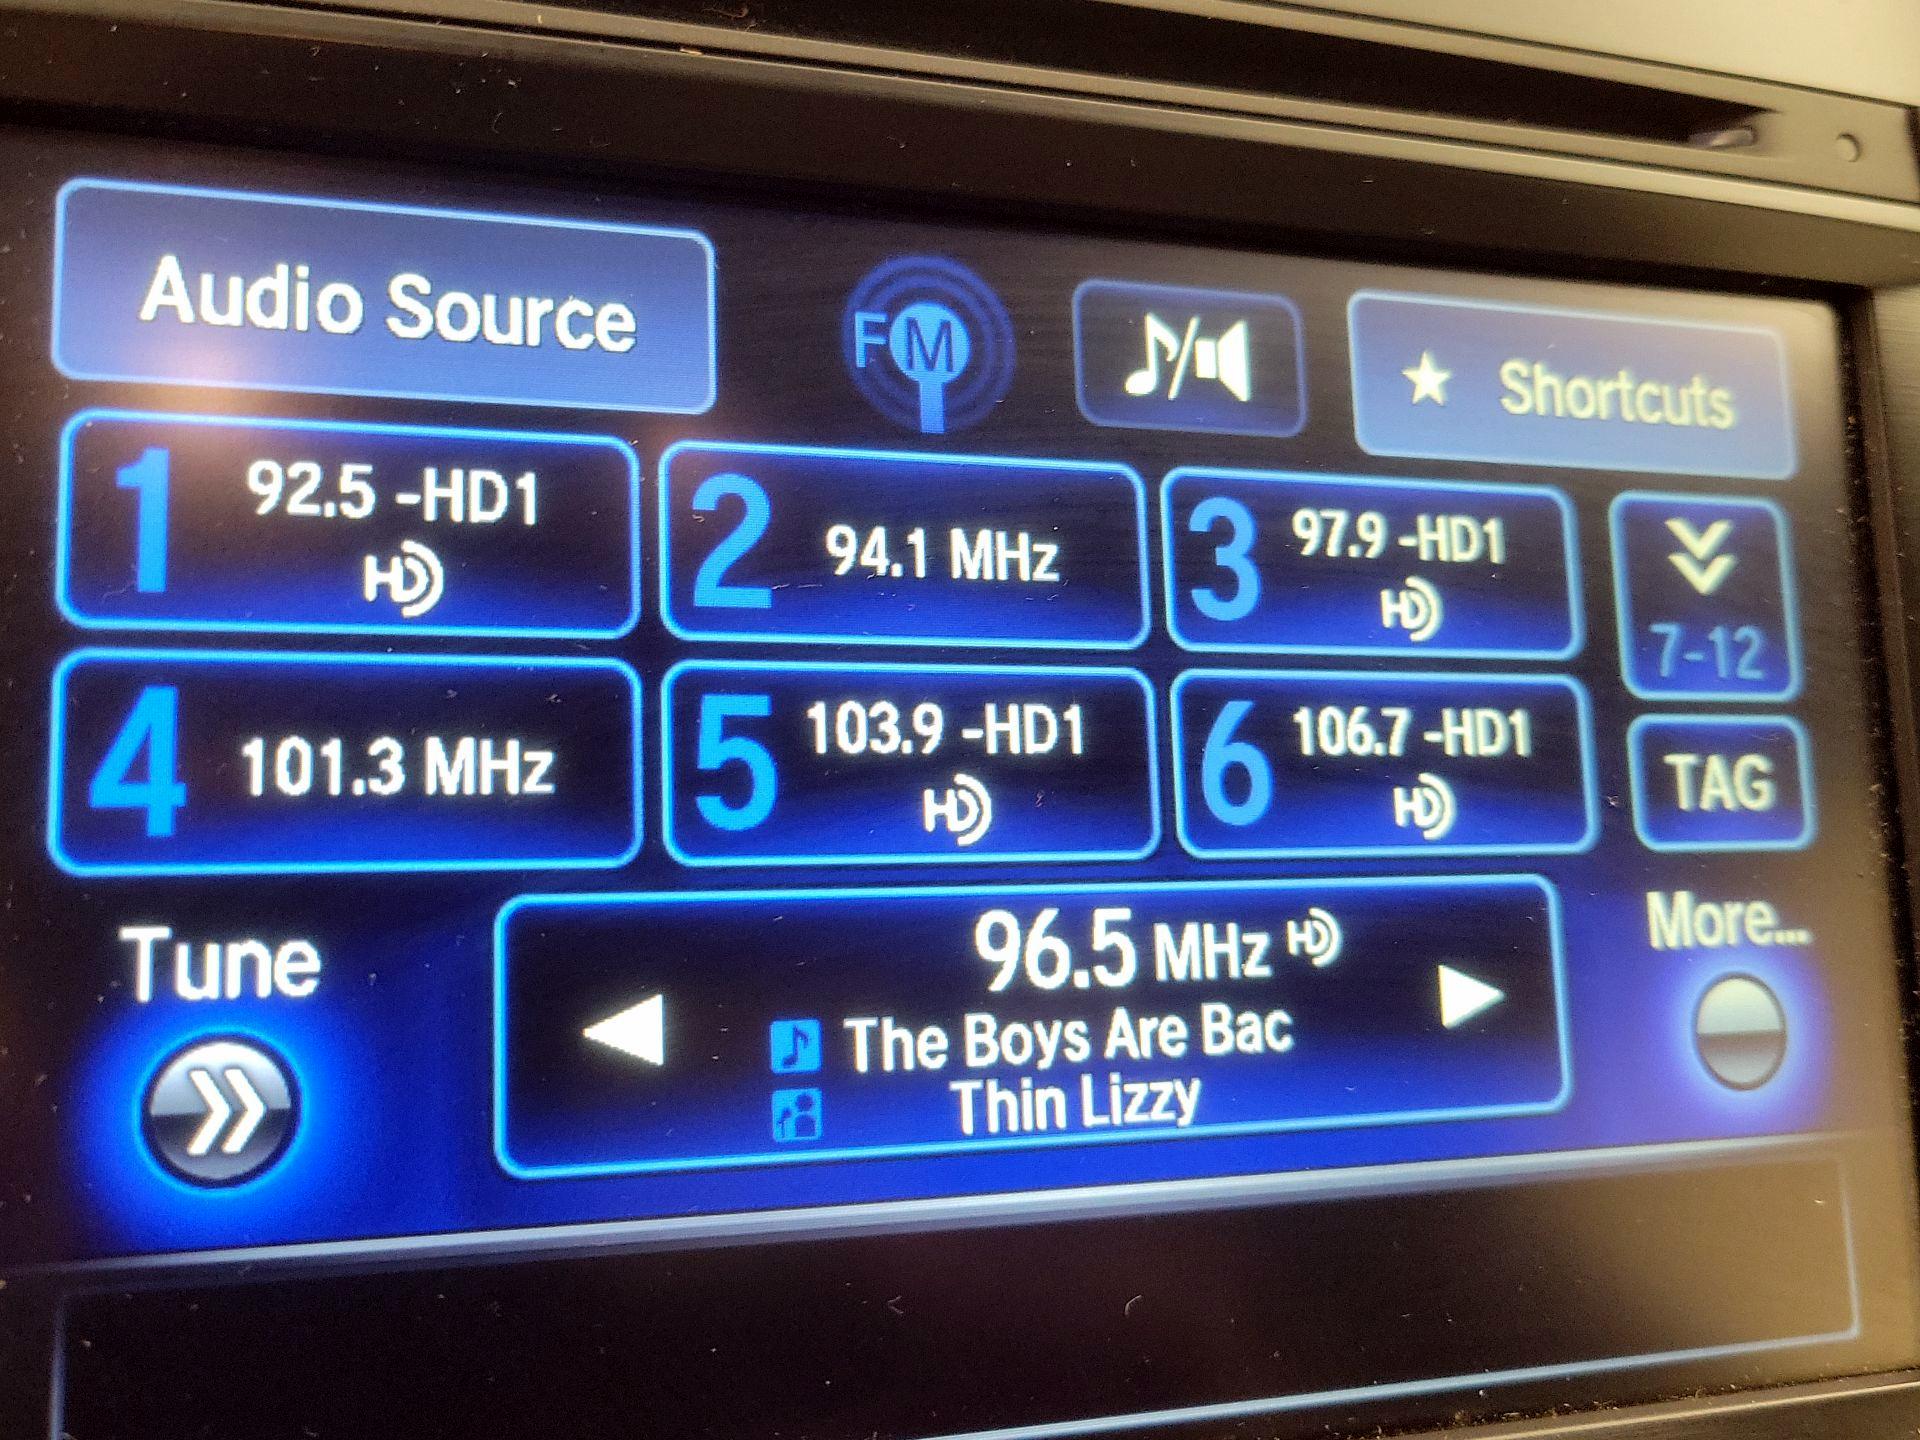 Audio Source
FM
Shortcuts
1 92.5 -HD1
HD
2 94.1 MHz
3 97.9 -HD1
HD
7-12
4 101.3 MHz
5 103.9 -HD1
HD
6 106.7 -HD1
HD
TAG
Tune
96.5 MHz HD
The Boys Are Bac
Thin Lizzy
More...